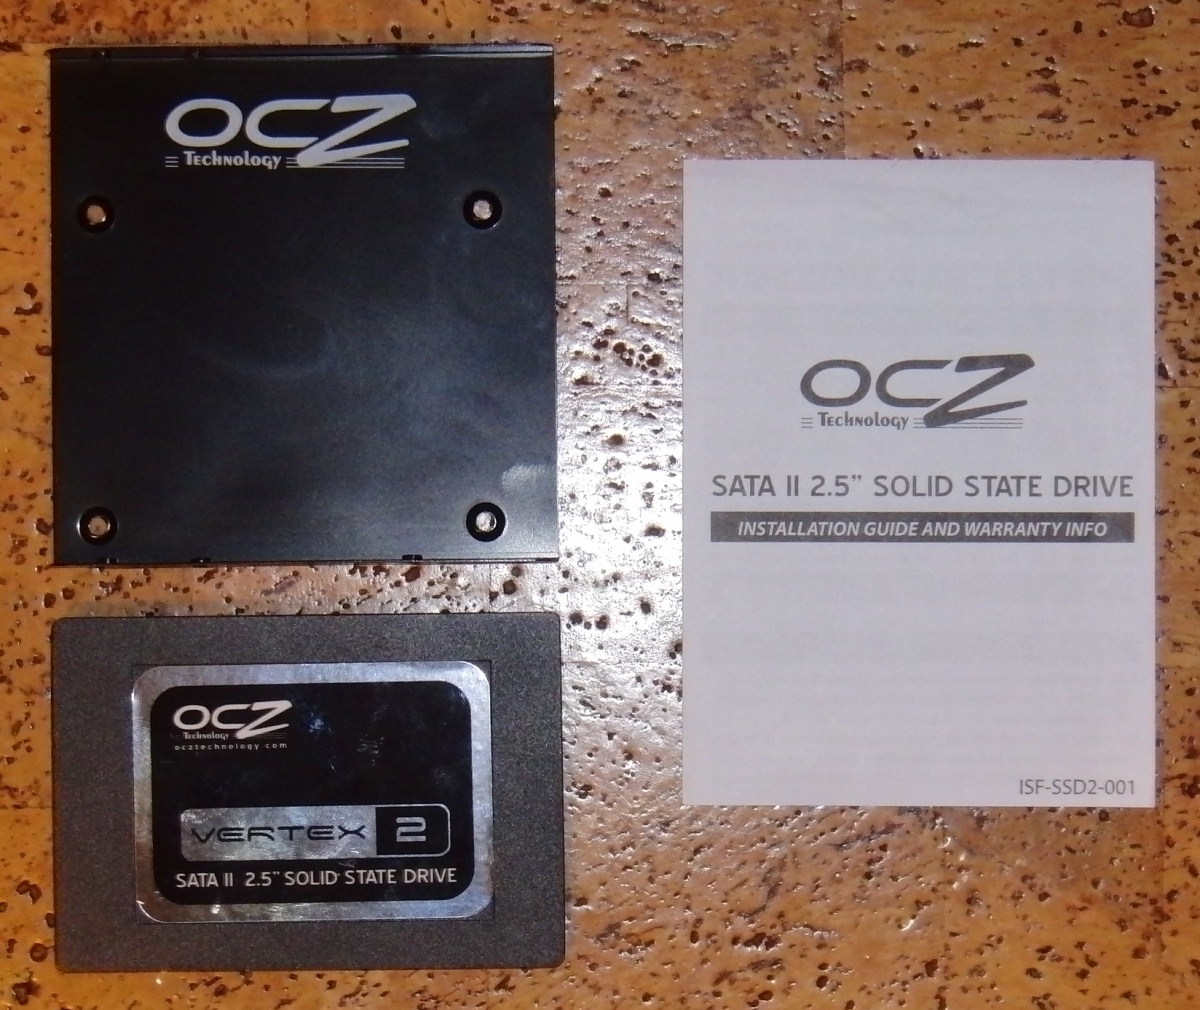 OCZ
Technology
OCZ
Technology
SATA II 2.5” SOLID STATE DRIVE
INSTALLATION GUIDE AND WARRANTY INFO
ISF-SSD2-001
OCZ
Technology
ocztechnology.com
VERTEX 2
SATA II 2.5" SOLID STATE DRIVE